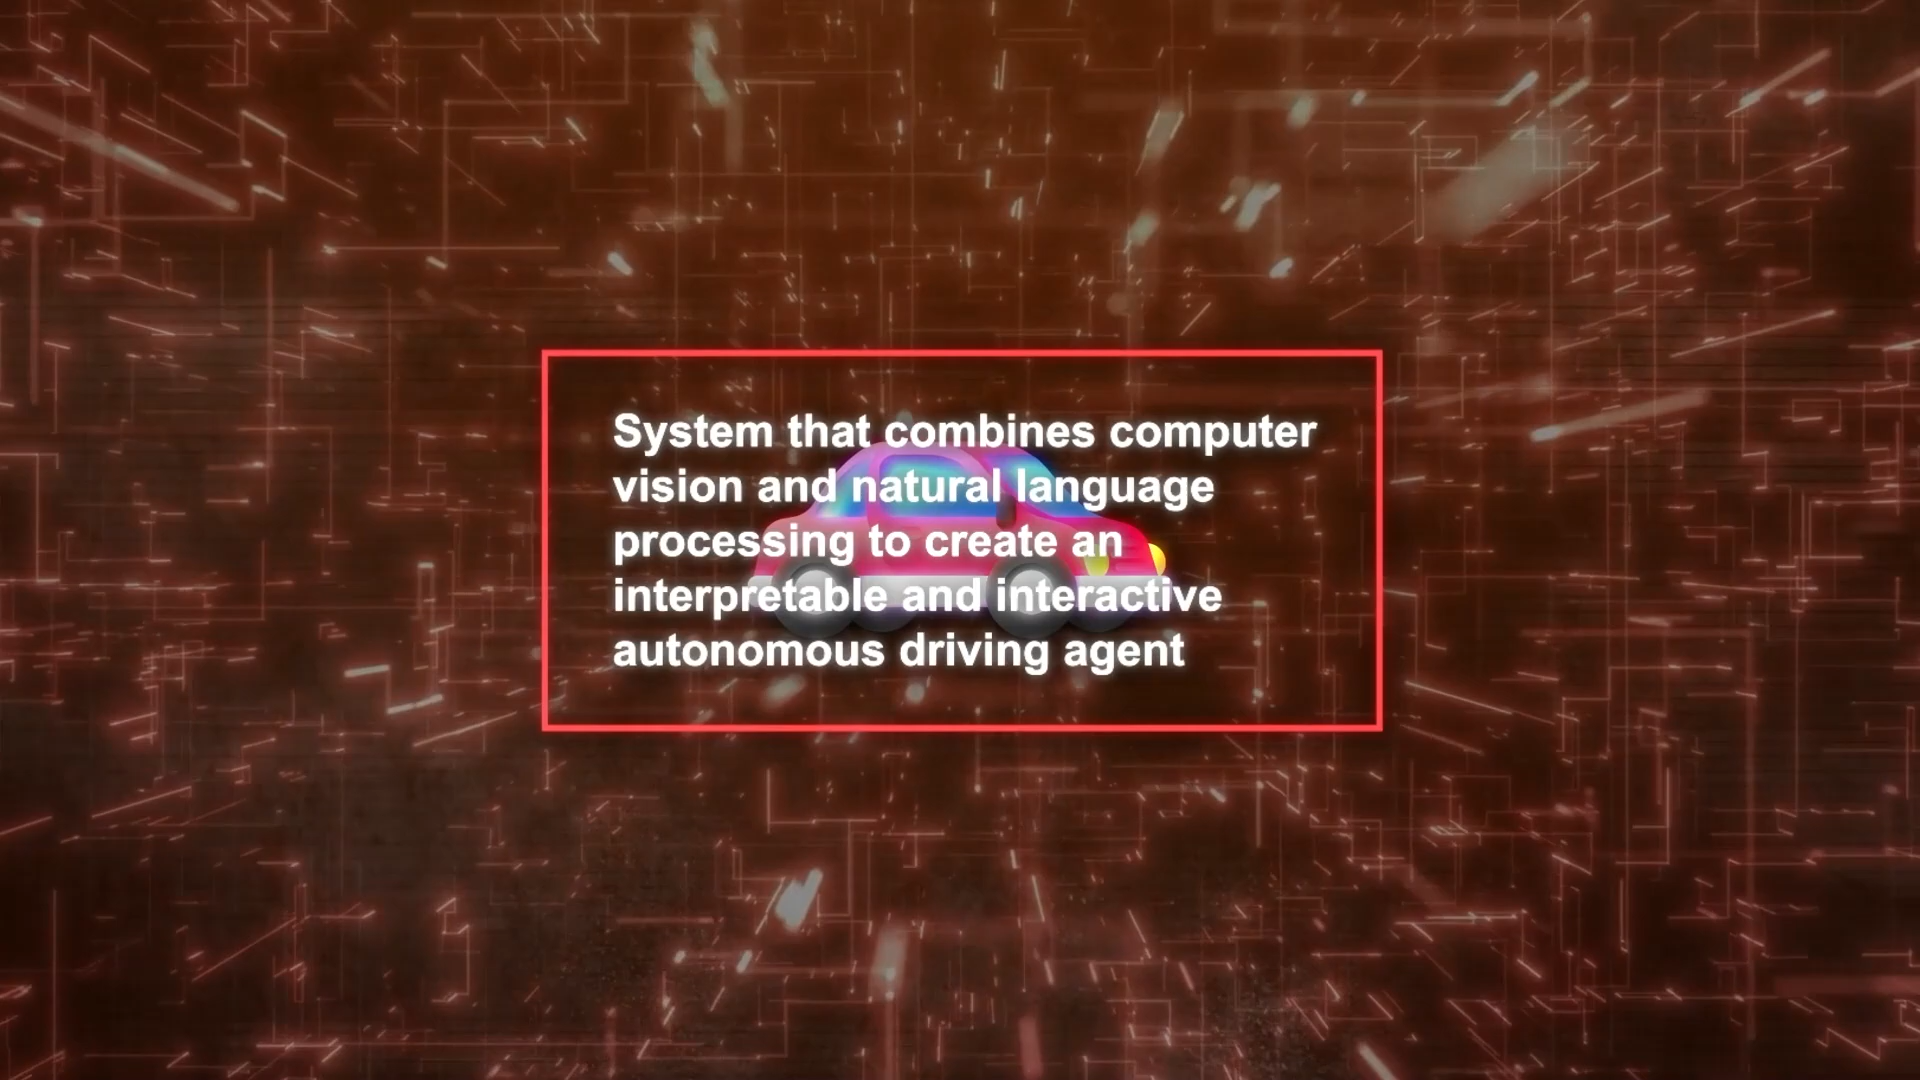 System that combines computer
vision and natural language
processing to create an
interpretable and interactive
autonomous driving agent